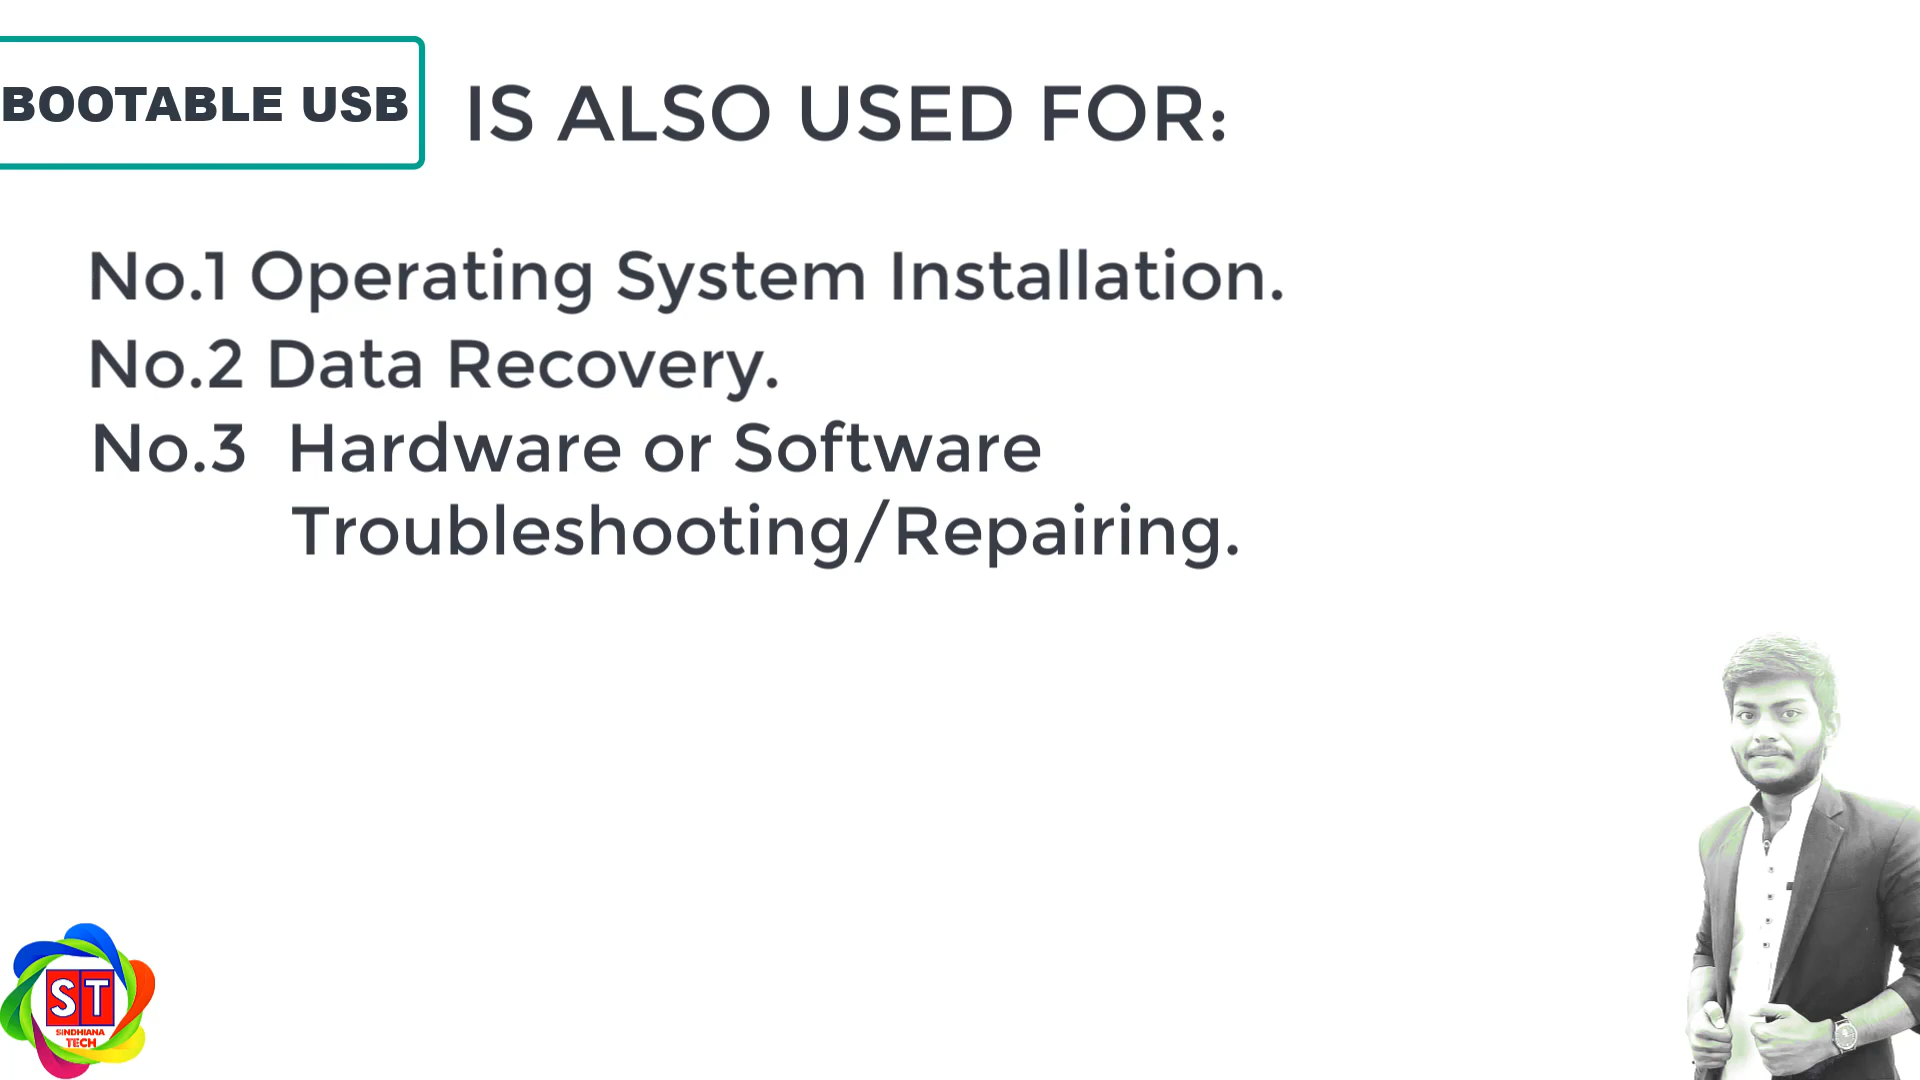 BOOTABLE USB IS ALSO USED FOR:
No.1 Operating System Installation.
No.2 Data Recovery.
No.3 Hardware or Software
Troubleshooting/Repairing.
ST
SINDHIANA
TECH